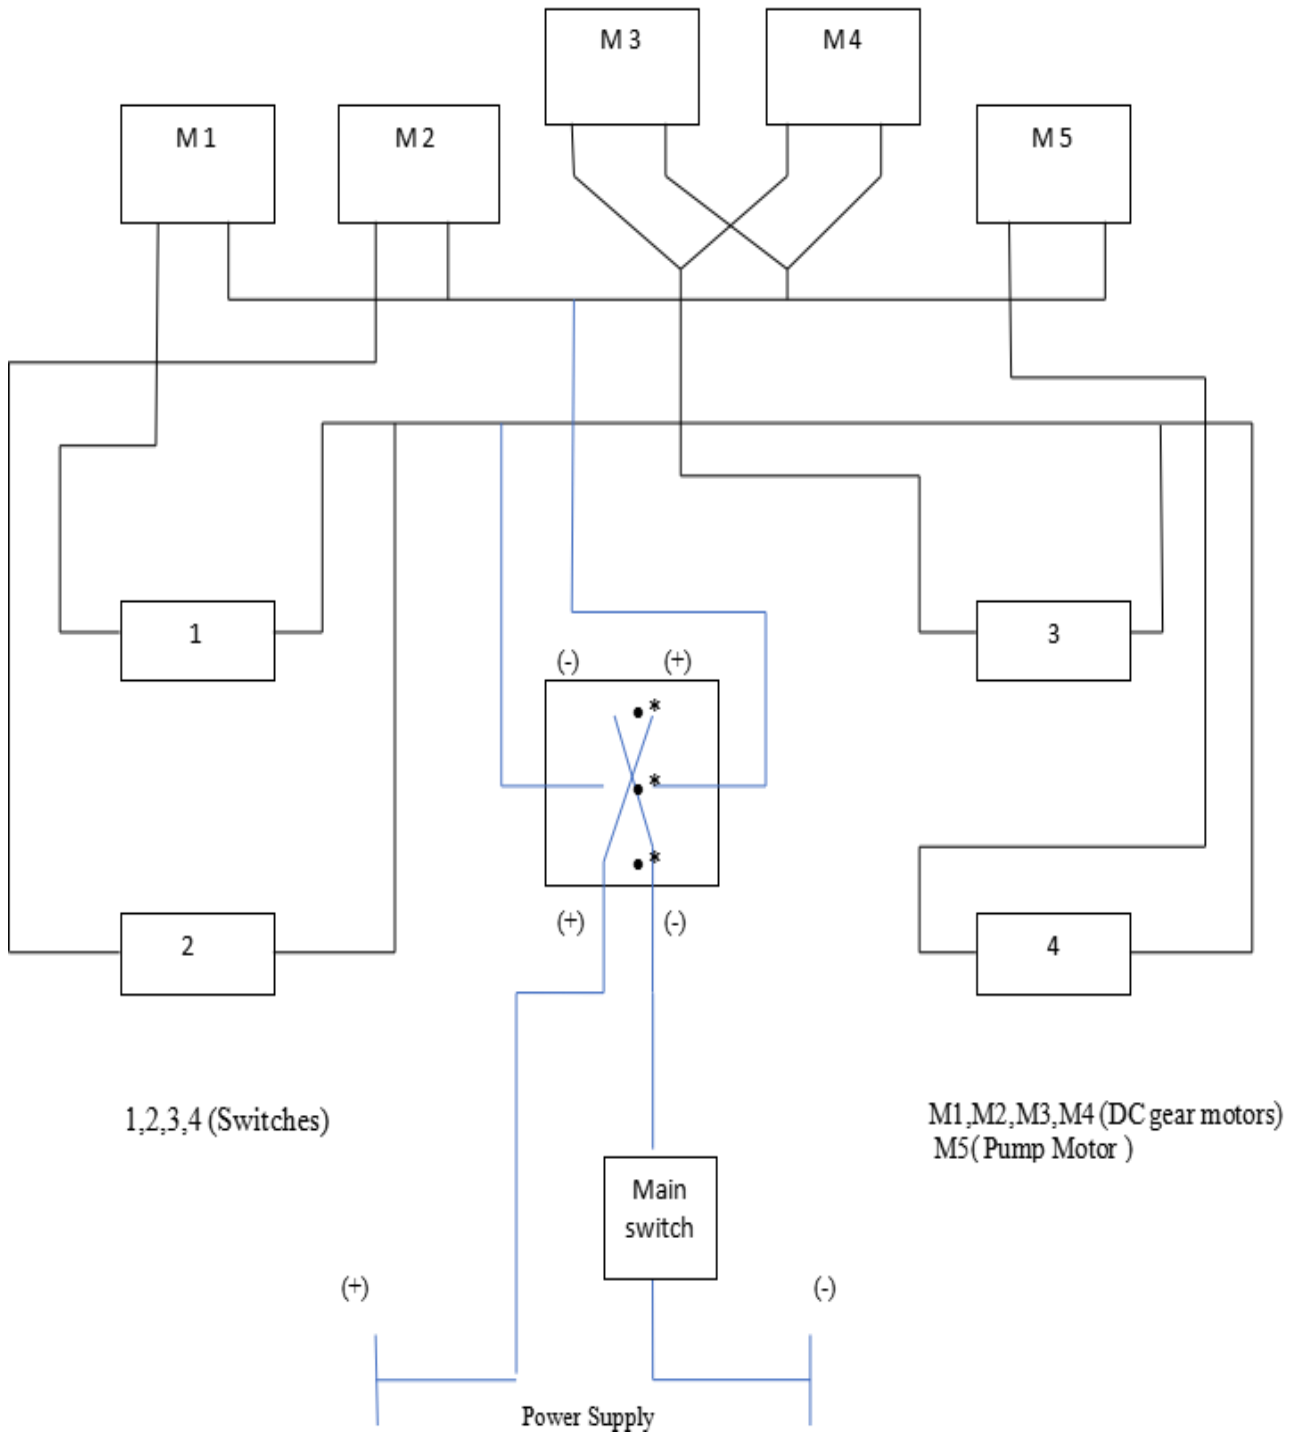 M 3
M 4
M 1
M 2
M 5
1
3
(-)
(+)
*
*
*
(+)
(-)
2
4
1,2,3,4 (Switches)
M1,M2,M3,M4 (DC gear motors)
M5( Pump Motor )
Main
switch
(+)
(-)
Power Supply